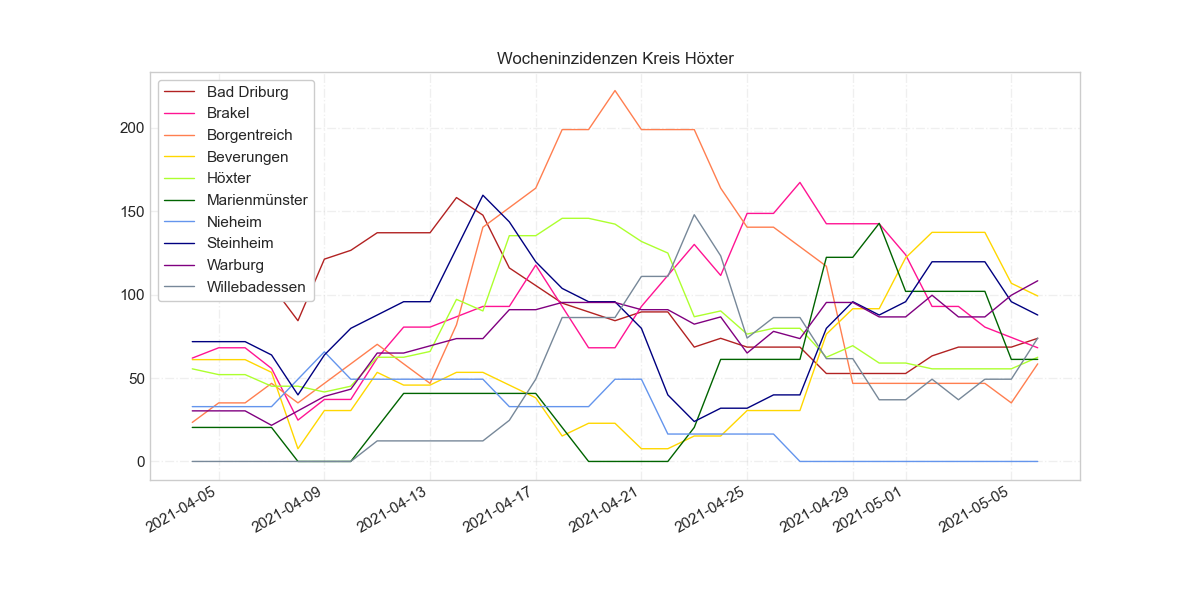 Wocheninzidenzen Kreis Höxter
Bad Driburg
Brakel
Borgentreich
Beverungen
Höxter
Marienmünster
Nieheim
Steinheim
Warburg
Willebadessen
200
150
100
50
0
2021-04-05
2021-04-09
2021-04-13
2021-04-17
2021-04-21
2021-04-25
2021-04-29
2021-05-01
2021-05-05